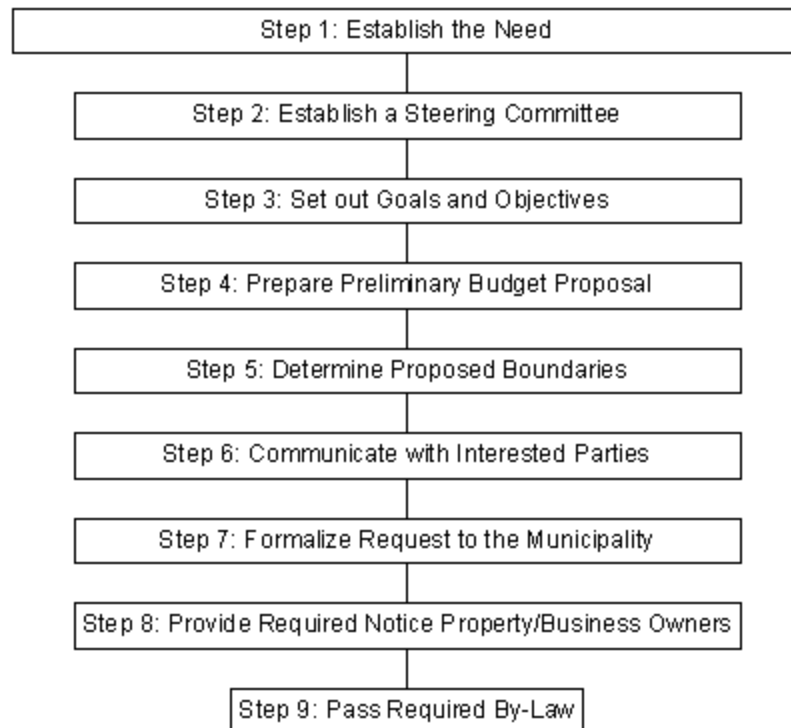 Step 1: Establish the Need
Step 2: Establish a Steering Committee
Step 3: Set out Goals and Objectives
Step 4: Prepare Preliminary Budget Proposal
Step 5: Determine Proposed Boundaries
Step 6: Communicate with Interested Parties
Step 7: Formalize Request to the Municipality
Step 8: Provide Required Notice Property/Business Owners
Step 9: Pass Required By-Law